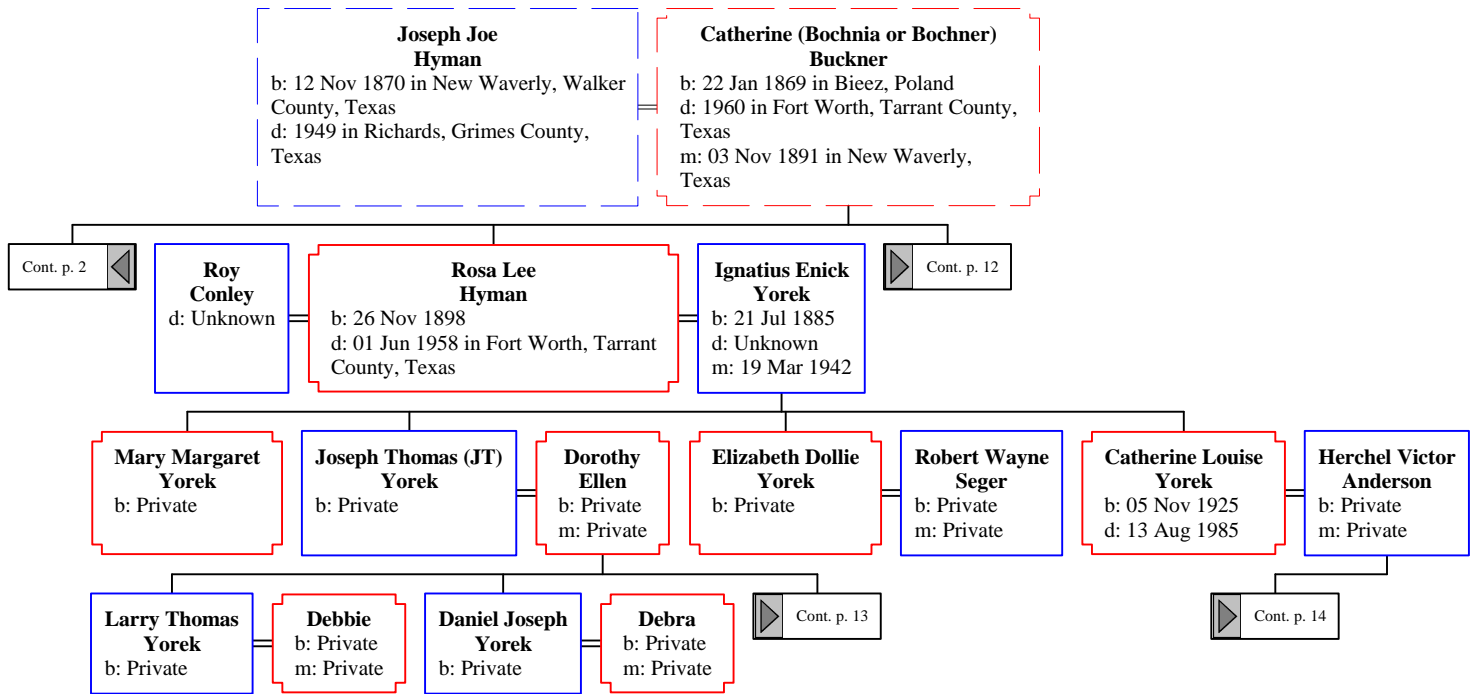 Joseph Joe
Hyman
b: 12 Nov 1870 in New Waverly, Walker
County, Texas
d: 1949 in Richards, Grimes County,
Texas
Catherine (Bochnia or Bochner)
Buckner
b: 22 Jan 1869 in Bieez, Poland
d: 1960 in Fort Worth, Tarrant County,
Texas
m: 03 Nov 1891 in New Waverly,
Texas
Cont. p. 2
Roy
Conley
d: Unknown
Rosa Lee
Hyman
b: 26 Nov 1898
d: 01 Jun 1958 in Fort Worth, Tarrant
County, Texas
Ignatius Enick
Yorek
b: 21 Jul 1885
d: Unknown
m: 19 Mar 1942
Cont. p. 12
Mary Margaret
Yorek
b: Private
Joseph Thomas (JT)
Yorek
b: Private
Dorothy
Ellen
b: Private
m: Private
Elizabeth Dollie
Yorek
b: Private
Robert Wayne
Seger
b: Private
m: Private
Catherine Louise
Yorek
b: 05 Nov 1925
d: 13 Aug 1985
Herchel Victor
Anderson
b: Private
m: Private
Larry Thomas
Yorek
b: Private
Debbie
b: Private
m: Private
Daniel Joseph
Yorek
b: Private
Debra
b: Private
m: Private
Cont. p. 13
Cont. p. 14